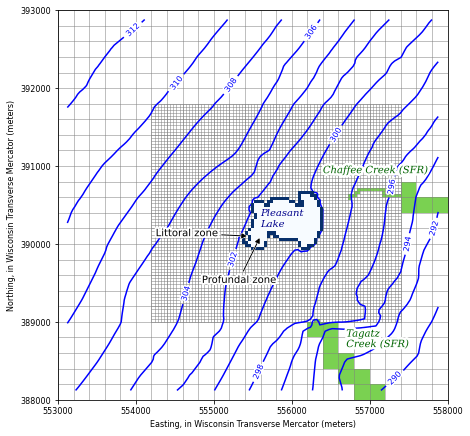 393000
392000
391000
390000
389000
388000
Northing, in Wisconsin Transverse Mercator (meters)
312
310
308
306
304
302
300
298
296
294
292
290
Chaffee Creek (SFR)
Pleasant
Lake
Littoral zone
Profundal zone
Tagatz
Creek (SFR)
553000 554000 555000 556000 557000 558000
Easting, in Wisconsin Transverse Mercator (meters)